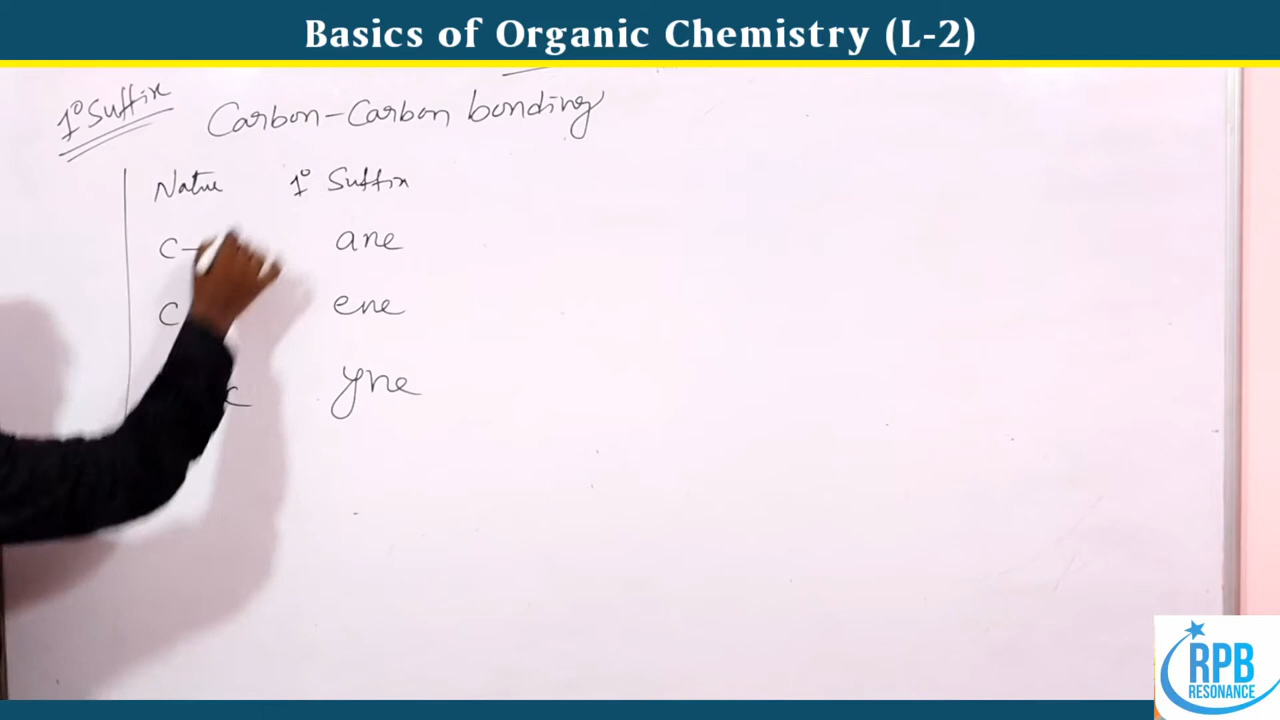 Basics of Organic Chemistry (L-2)
1° Suffix
Carbon-Carbon bonding
Nature 1° Suffix
C- ane
C ene
C yne
RPB
RESONANCE